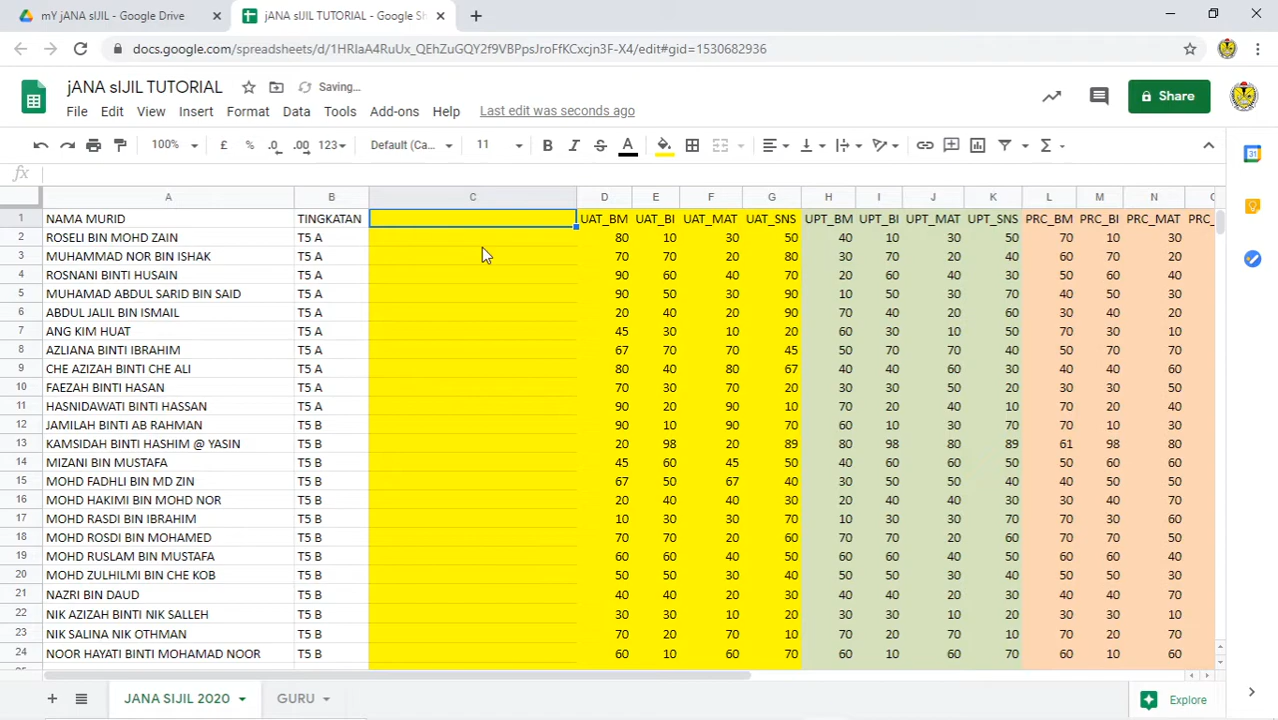 mY jANA sIJIL - Google Drive
jANA sIJIL TUTORIAL - Google Sh
docs.google.com/spreadsheets/d/1HRlaA4RuUx_QEhZuGQY2f9VBPpsJroFfKCxcjn3F-X4/edit#gid=1530682936
jANA sIJIL TUTORIAL
Saving...
File Edit View Insert Format Data Tools Add-ons Help Last edit was seconds ago
Share
100% £ % .0 .00 123 Default (Ca... 11 B I S A
fx
A B C D E F G H I J K L M N
1 NAMA MURID TINGKATAN UAT_BM UAT_BI UAT_MAT UAT_SNS UPT_BM UPT_BI UPT_MAT UPT_SNS PRC_BM PRC_BI PRC_MAT PRC_
2 ROSELI BIN MOHD ZAIN T5 A 80 10 30 50 40 10 30 50 70 10 30
3 MUHAMMAD NOR BIN ISHAK T5 A 70 70 20 80 30 70 20 40 60 70 20
4 ROSNANI BINTI HUSAIN T5 A 90 60 40 70 20 60 40 30 50 60 40
5 MUHAMAD ABDUL SARID BIN SAID T5 A 90 50 30 90 10 50 30 70 40 50 30
6 ABDUL JALIL BIN ISMAIL T5 A 20 40 20 90 70 40 20 60 30 40 20
7 ANG KIM HUAT T5 A 45 30 10 20 60 30 10 50 70 30 10
8 AZLIANA BINTI IBRAHIM T5 A 67 70 70 45 50 70 70 40 50 70 70
9 CHE AZIZAH BINTI CHE ALI T5 A 80 40 80 67 40 40 60 30 40 40 60
10 FAEZAH BINTI HASAN T5 A 70 30 70 20 30 30 50 20 30 30 50
11 HASNIDAWATI BINTI HASSAN T5 A 90 20 90 10 70 20 40 10 70 20 40
12 JAMILAH BINTI AB RAHMAN T5 B 90 10 90 70 60 10 30 70 70 10 30
13 KAMSIDAH BINTI HASHIM @ YASIN T5 B 20 98 20 89 80 98 80 89 61 98 80
14 MIZANI BIN MUSTAFA T5 B 45 60 45 50 40 60 60 50 50 60 60
15 MOHD FADHLI BIN MD ZIN T5 B 67 50 67 40 30 50 50 40 40 50 50
16 MOHD HAKIMI BIN MOHD NOR T5 B 20 40 40 30 20 40 40 30 30 40 70
17 MOHD RASDI BIN IBRAHIM T5 B 10 30 30 70 10 30 30 70 20 30 60
18 MOHD ROSDI BIN MOHAMED T5 B 70 70 20 60 70 70 20 60 70 70 50
19 MOHD RUSLAM BIN MUSTAFA T5 B 60 60 40 50 60 60 40 50 60 60 40
20 MOHD ZULHILMI BIN CHE KOB T5 B 50 50 30 40 50 50 30 40 50 50 30
21 NAZRI BIN DAUD T5 B 40 40 20 30 40 40 20 30 40 40 70
22 NIK AZIZAH BINTI NIK SALLEH T5 B 30 30 10 20 30 30 10 20 30 30 10
23 NIK SALINA NIK OTHMAN T5 B 70 20 70 10 70 20 70 10 70 20 70
24 NOOR HAYATI BINTI MOHAMAD NOOR T5 B 60 10 60 70 60 10 60 70 60 10 60
JANA SIJIL 2020 GURU Explore